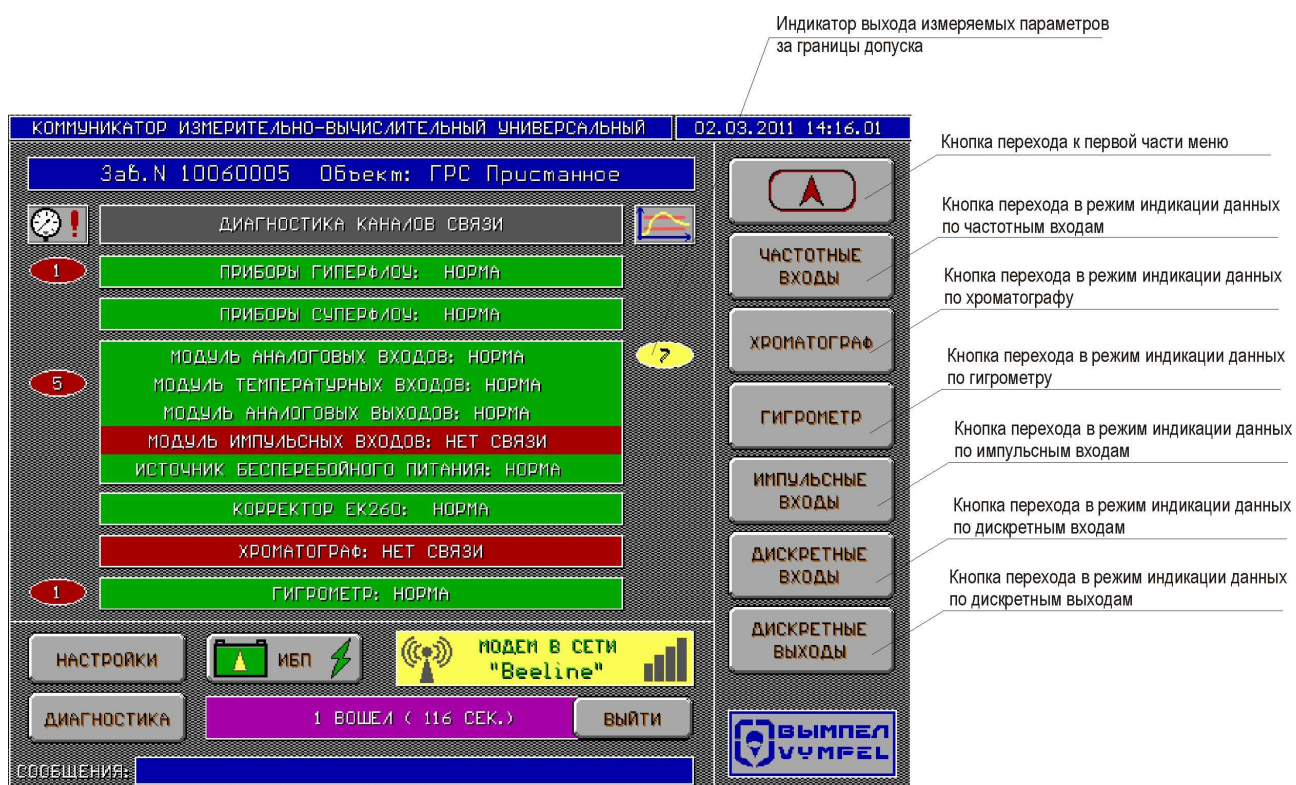 Индикатор выхода измеряемых параметров
за границы допуска
КОММУНИКАТОР ИЗМЕРИТЕЛЬНО-ВЫЧИСЛИТЕЛЬНЫЙ УНИВЕРСАЛЬНЫЙ 02.03.2011 14:16.01
Кнопка перехода к первой части меню
Зав.N 10060005 Объект: ГРС Пристанное
ДИАГНОСТИКА КАНАЛОВ СВЯЗИ
1 ПРИБОРЫ ГИПЕРФЛОУ: НОРМА
ПРИБОРЫ СУПЕРФЛОУ: НОРМА
МОДУЛЬ АНАЛОГОВЫХ ВХОДОВ: НОРМА
7
5 МОДУЛЬ ТЕМПЕРАТУРНЫХ ВХОДОВ: НОРМА
МОДУЛЬ АНАЛОГОВЫХ ВЫХОДОВ: НОРМА
МОДУЛЬ ИМПУЛЬСНЫХ ВХОДОВ: НЕТ СВЯЗИ
ИСТОЧНИК БЕСПЕРЕБОЙНОГО ПИТАНИЯ: НОРМА
КОРРЕКТОР ЕК260: НОРМА
ХРОМАТОГРАФ: НЕТ СВЯЗИ
1 ГИГРОМЕТР: НОРМА
ЧАСТОТНЫЕ
ВХОДЫ
ХРОМАТОГРАФ
ГИГРОМЕТР
ИМПУЛЬСНЫЕ
ВХОДЫ
ДИСКРЕТНЫЕ
ВХОДЫ
ДИСКРЕТНЫЕ
ВЫХОДЫ
Кнопка перехода в режим индикации данных
по частотным входам
Кнопка перехода в режим индикации данных
по хроматографу
Кнопка перехода в режим индикации данных
по гигрометру
Кнопка перехода в режим индикации данных
по импульсным входам
Кнопка перехода в режим индикации данных
по дискретным входам
Кнопка перехода в режим индикации данных
по дискретным выходам
НАСТРОЙКИ
ИБП
МОДЕМ В СЕТИ
"Beeline"
ДИАГНОСТИКА
1 ВОШЕЛ ( 116 СЕК.)
ВЫЙТИ
ВЫМПЕЛ
VYMPEL
СООБЩЕНИЯ: